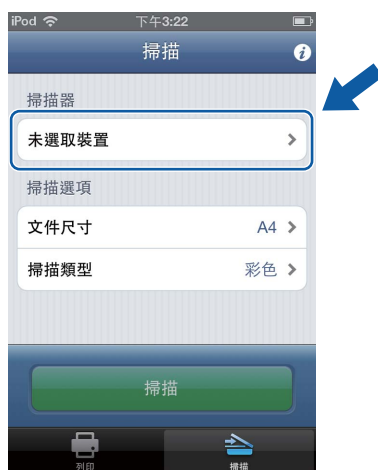 iPod 下午3:22
掃描
掃描器
未選取裝置
掃描選項
文件尺寸 A4
掃描類型 彩色
掃描
列印 掃描